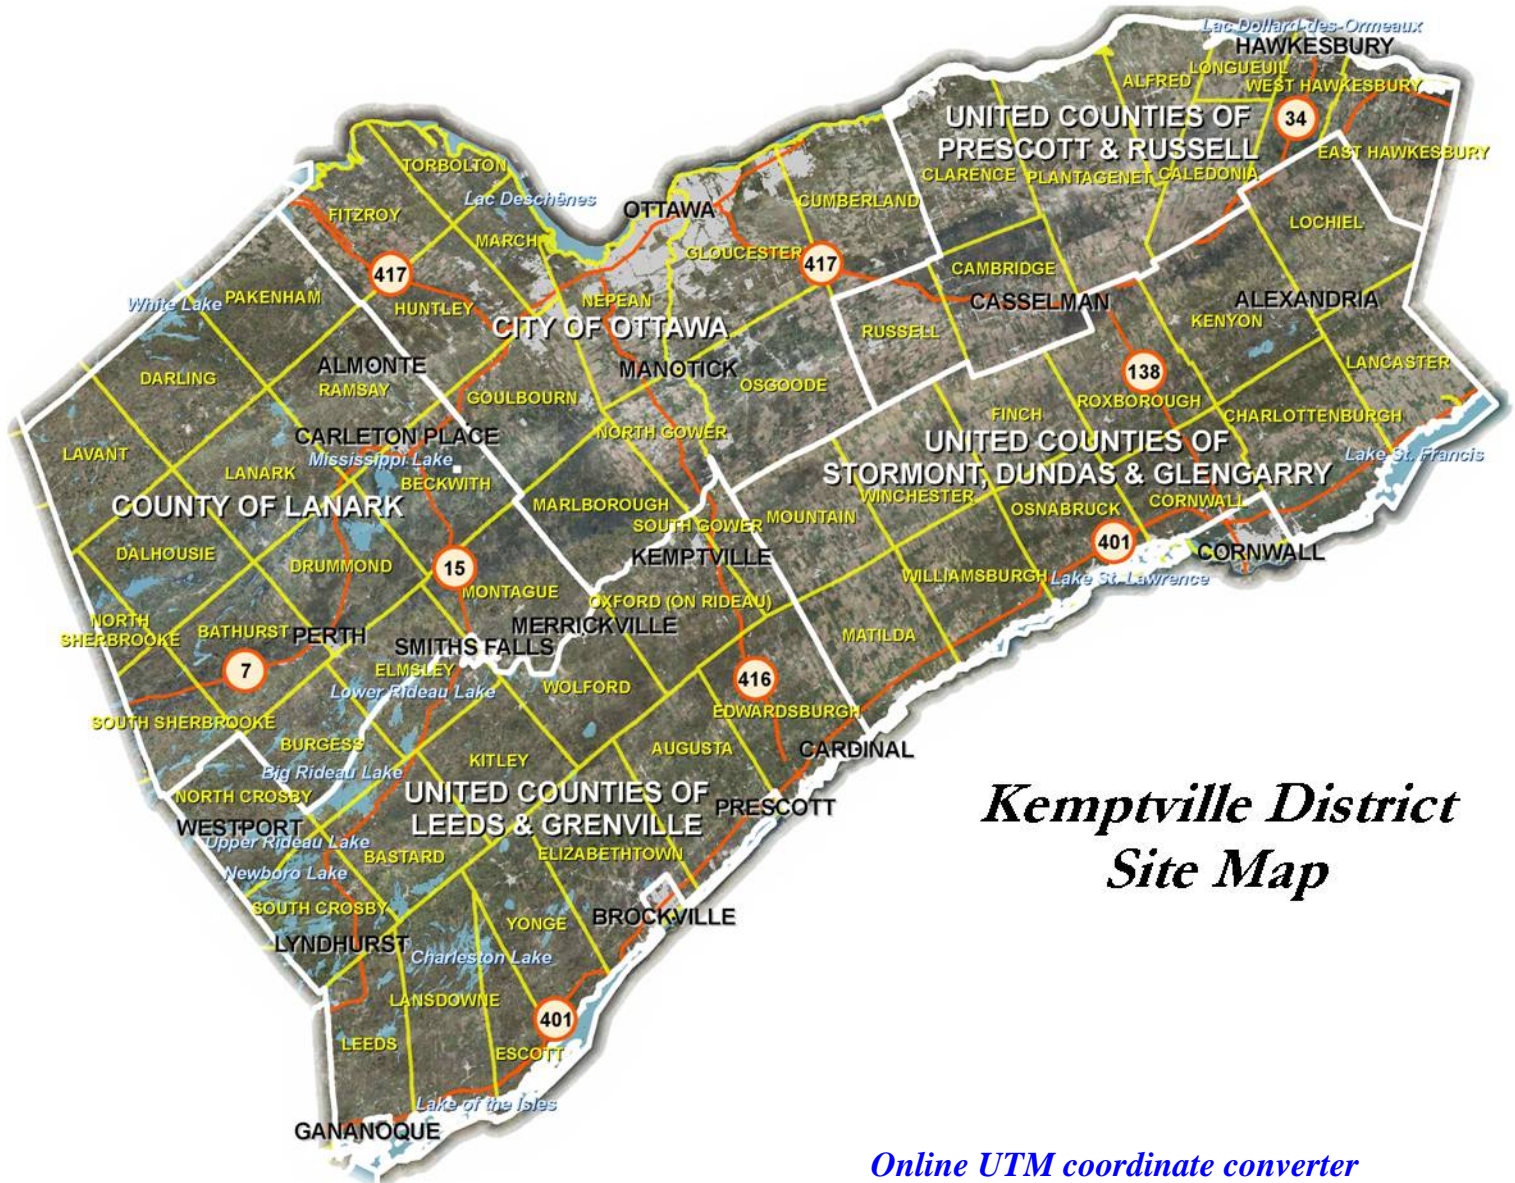 Lac Dollard-des-Ormeaux
HAWKESBURY
LONGUEUIL
ALFRED
WEST HAWKESBURY
UNITED COUNTIES OF
PRESCOTT & RUSSELL
34
EAST HAWKESBURY
TORBOLTON
CLARENCE
PLANTAGENET
CALEDONIA
Lac Deschênes
CUMBERLAND
OTTAWA
FITZROY
LOCHIEL
MARCH
GLOUCESTER
417
417
CAMBRIDGE
White Lake
PAKENHAM
HUNTLEY
NEPEAN
CASSELMAN
ALEXANDRIA
CITY OF OTTAWA
RUSSELL
KENYON
ALMONTE
MANOTICK
LANCASTER
DARLING
RAMSAY
OSGOODE
138
GOULBOURN
ROXBOROUGH
FINCH
CHARLOTTENBURGH
CARLETON PLACE
NORTH GOWER
UNITED COUNTIES OF
STORMONT, DUNDAS & GLENGARRY
LAVANT
Mississippi Lake
Lake St. Francis
LANARK
BECKWITH
COUNTY OF LANARK
MARLBOROUGH
WINCHESTER
CORNWALL
SOUTH GOWER
MOUNTAIN
OSNABRUCK
401
DALHOUSIE
KEMPTVILLE
CORNWALL
DRUMMOND
15
WILLIAMSBURGH
Lake St. Lawrence
MONTAGUE
OXFORD (ON RIDEAU)
NORTH
SHERBROOKE
BATHURST
PERTH
MERRICKVILLE
MATILDA
SMITHS FALLS
7
ELMSLEY
416
Lower Rideau Lake
WOLFORD
SOUTH SHERBROOKE
EDWARDSBURGH
BURGESS
AUGUSTA
CARDINAL
KITLEY
Big Rideau Lake
NORTH CROSBY
UNITED COUNTIES OF
LEEDS & GRENVILLE
PRESCOTT
Kemptville District
Site Map
WESTPORT
Upper Rideau Lake
BASTARD
ELIZABETHTOWN
Newboro Lake
SOUTH CROSBY
YONGE
BROCKVILLE
LYNDHURST
Charleston Lake
LANSDOWNE
401
LEEDS
ESCOTT
Lake of the Isles
GANANOQUE
Online UTM coordinate converter